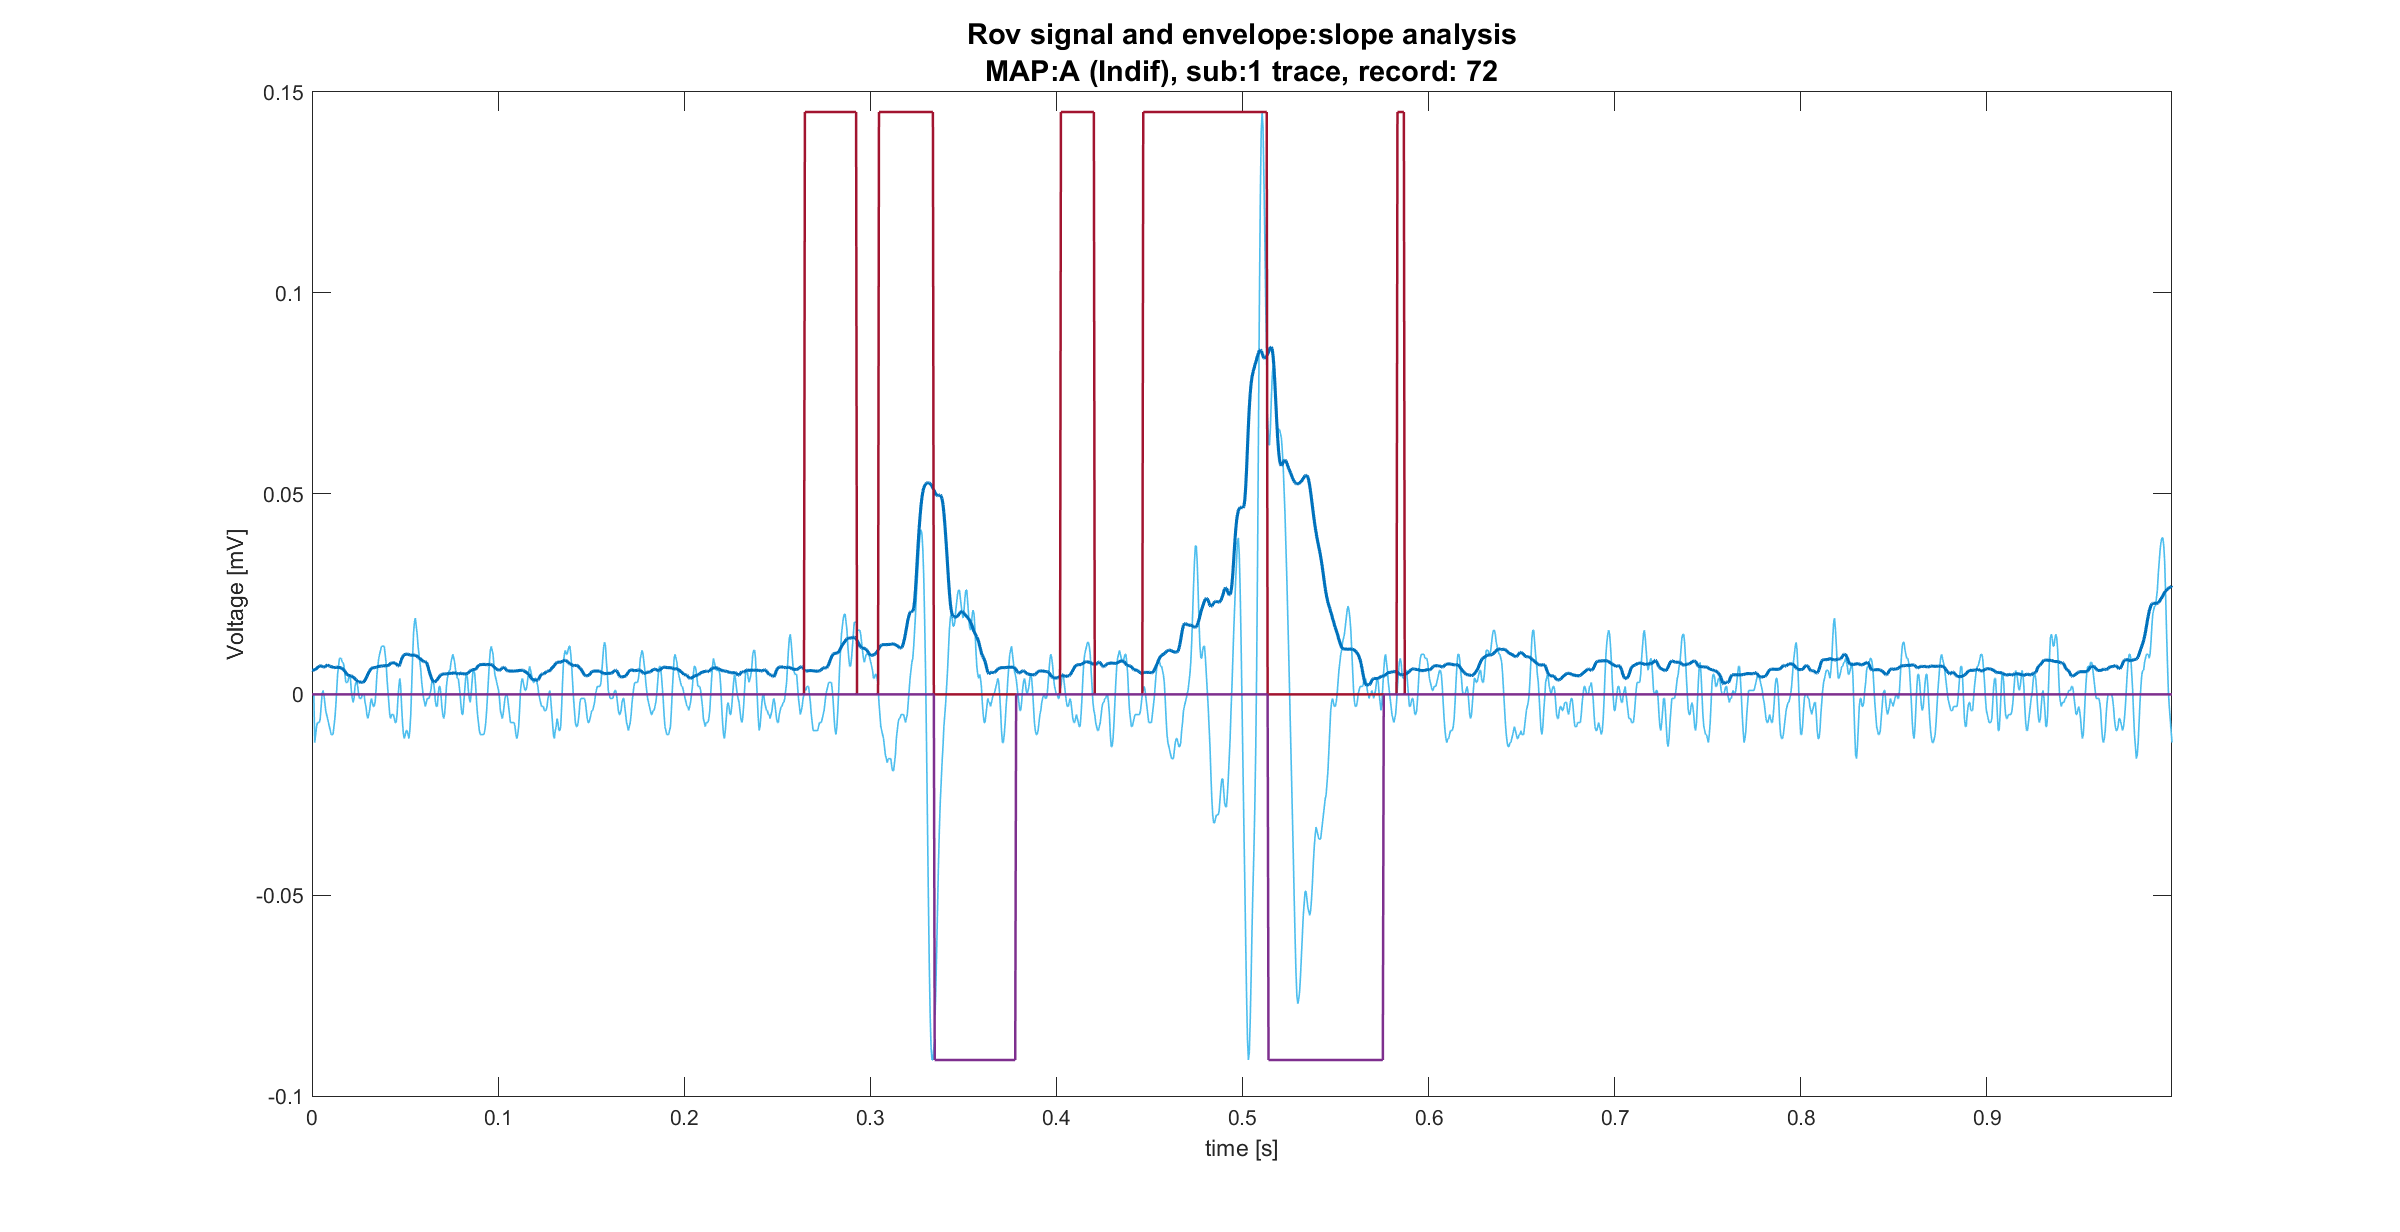 Rov signal and envelope:slope analysis
MAP:A (Indif), sub:1 trace, record: 72
0.15
0.1
0.05
0
-0.05
-0.1
Voltage [mV]
0 0.1 0.2 0.3 0.4 0.5 0.6 0.7 0.8 0.9
time [s]